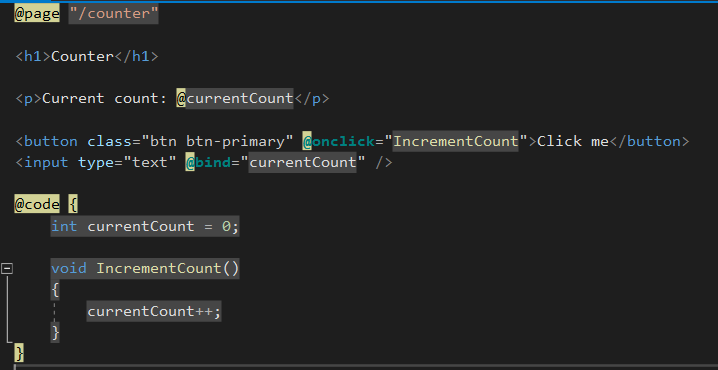 @page "/counter"
<h1>Counter</h1>
<p>Current count: @currentCount</p>
<button class="btn btn-primary" @onclick="IncrementCount">Click me</button>
<input type="text" @bind="currentCount" />
@code {
int currentCount = 0;
void IncrementCount()
{
currentCount++;
}
}